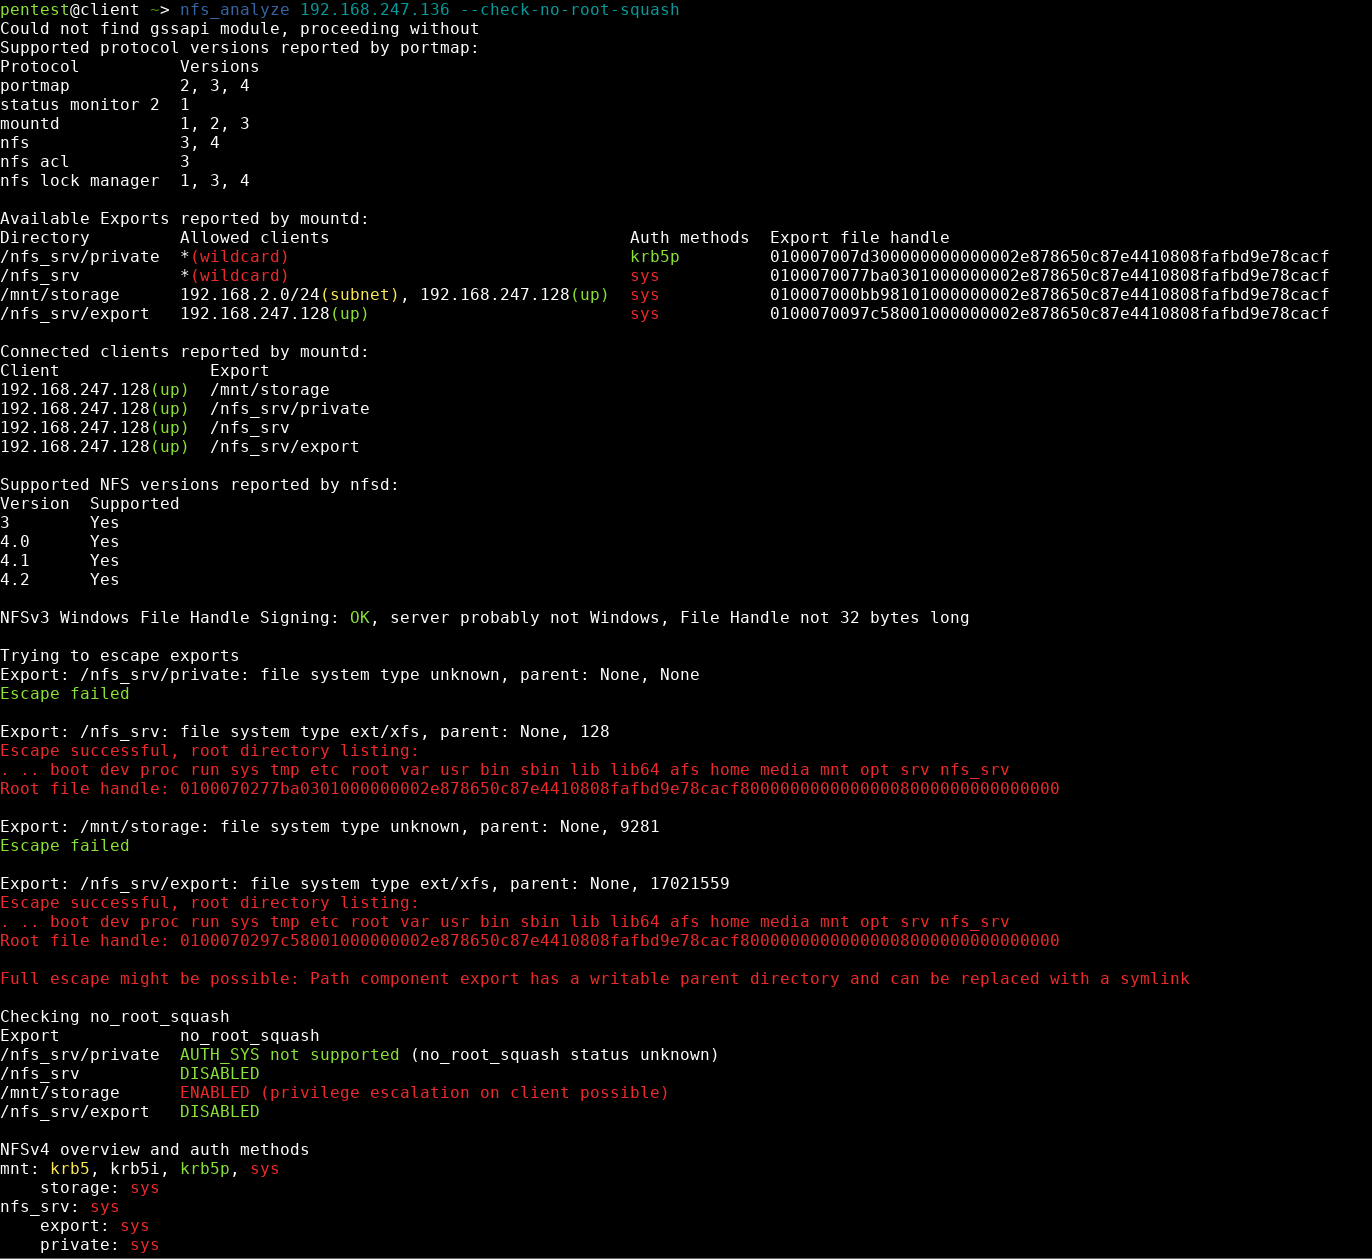 pentest@client ~> nfs_analyze 192.168.247.136 --check-no-root-squash
Could not find gssapi module, proceeding without
Supported protocol versions reported by portmap:
Protocol          Versions
portmap           2, 3, 4
status monitor 2  1
mountd            1, 2, 3
nfs               3, 4
nfs acl           3
nfs lock manager  1, 3, 4

Available Exports reported by mountd:
Directory         Allowed clients                              Auth methods  Export file handle
/nfs_srv/private  *(wildcard)                                  krb5p         010007007d300000000000002e878650c87e4410808fafbd9e78cacf
/nfs_srv          *(wildcard)                                  sys           0100070077ba0301000000002e878650c87e4410808fafbd9e78cacf
/mnt/storage      192.168.2.0/24(subnet), 192.168.247.128(up)  sys           010007000bb98101000000002e878650c87e4410808fafbd9e78cacf
/nfs_srv/export   192.168.247.128(up)                          sys           0100070097c58001000000002e878650c87e4410808fafbd9e78cacf

Connected clients reported by mountd:
Client               Export
192.168.247.128(up)  /mnt/storage
192.168.247.128(up)  /nfs_srv/private
192.168.247.128(up)  /nfs_srv
192.168.247.128(up)  /nfs_srv/export

Supported NFS versions reported by nfsd:
Version  Supported
3        Yes
4.0      Yes
4.1      Yes
4.2      Yes

NFSv3 Windows File Handle Signing: OK, server probably not Windows, File Handle not 32 bytes long

Trying to escape exports
Export: /nfs_srv/private: file system type unknown, parent: None, None
Escape failed

Export: /nfs_srv: file system type ext/xfs, parent: None, 128
Escape successful, root directory listing:
. .. boot dev proc run sys tmp etc root var usr bin sbin lib lib64 afs home media mnt opt srv nfs_srv
Root file handle: 0100070277ba0301000000002e878650c87e4410808fafbd9e78cacf80000000000000008000000000000000

Export: /mnt/storage: file system type unknown, parent: None, 9281
Escape failed

Export: /nfs_srv/export: file system type ext/xfs, parent: None, 17021559
Escape successful, root directory listing:
. .. boot dev proc run sys tmp etc root var usr bin sbin lib lib64 afs home media mnt opt srv nfs_srv
Root file handle: 0100070297c58001000000002e878650c87e4410808fafbd9e78cacf80000000000000008000000000000000

Full escape might be possible: Path component export has a writable parent directory and can be replaced with a symlink

Checking no_root_squash
Export            no_root_squash
/nfs_srv/private  AUTH_SYS not supported (no_root_squash status unknown)
/nfs_srv          DISABLED
/mnt/storage      ENABLED (privilege escalation on client possible)
/nfs_srv/export   DISABLED

NFSv4 overview and auth methods
mnt: krb5, krb5i, krb5p, sys
    storage: sys
nfs_srv: sys
    export: sys
    private: sys